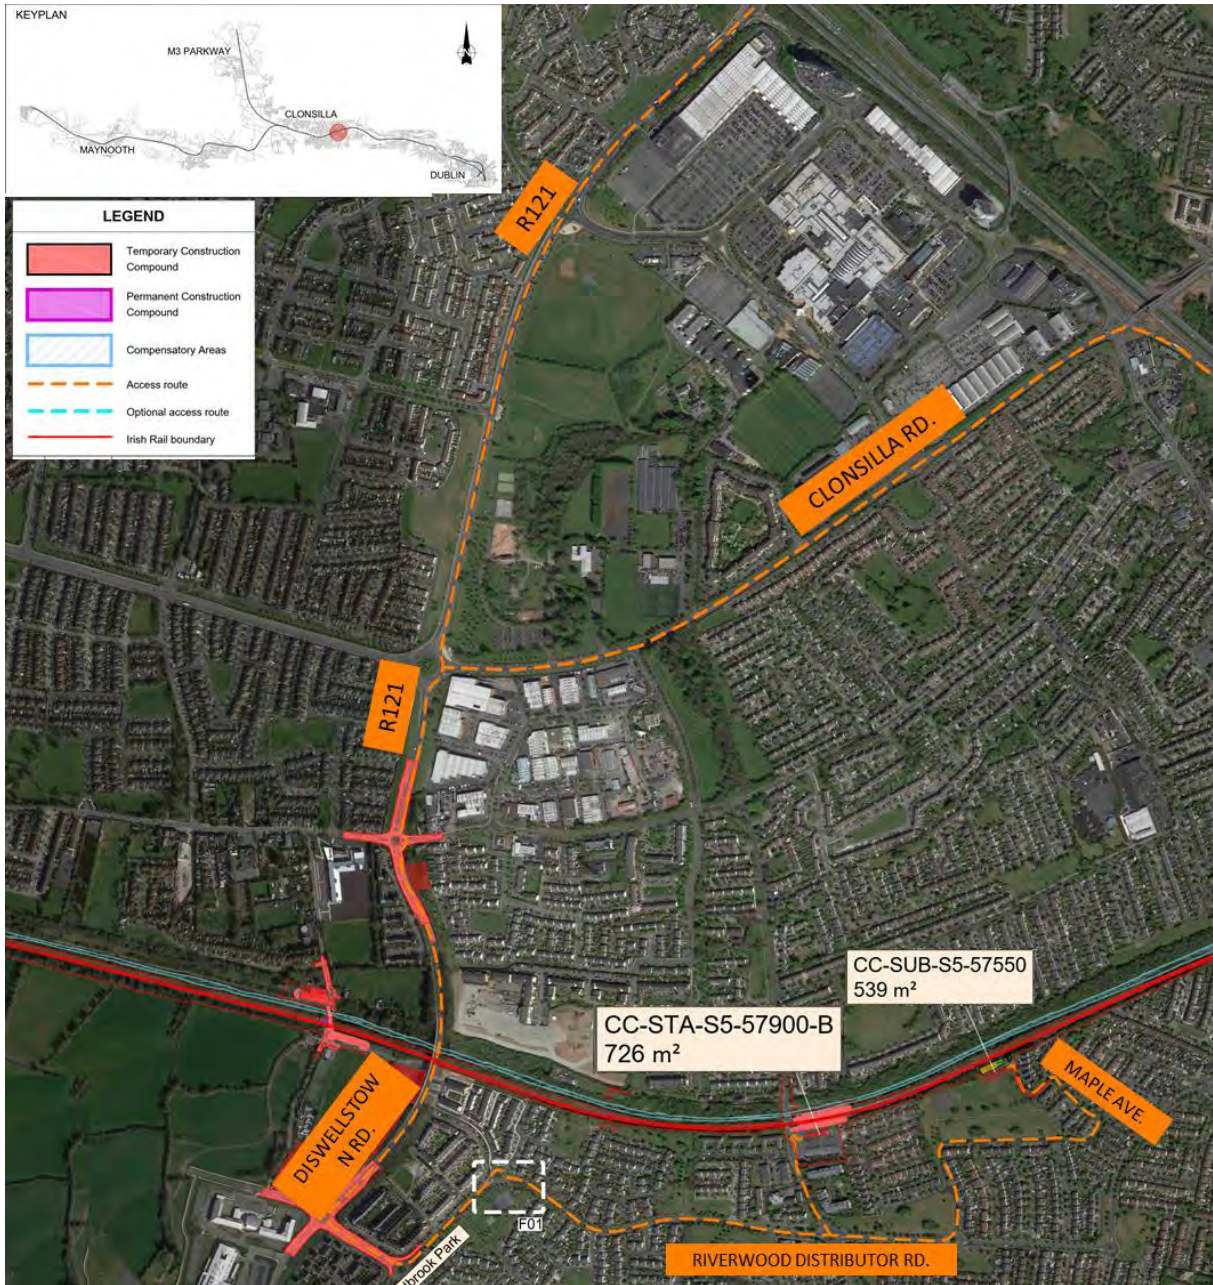 KEYPLAN
M3 PARKWAY
CLONSILLA
MAYNOOTH
DUBLIN
N
LEGEND
Temporary Construction
Compound
Permanent Construction
Compound
Compensatory Areas
Access route
Optional access route
Irish Rail boundary
R121
CLONSILLA RD.
R121
CC-SUB-S5-57550
539 m²
CC-STA-S5-57900-B
726 m²
MAPLE AVE.
DISWELLSTOW
N RD.
F01
Park
RIVERWOOD DISTRIBUTOR RD.